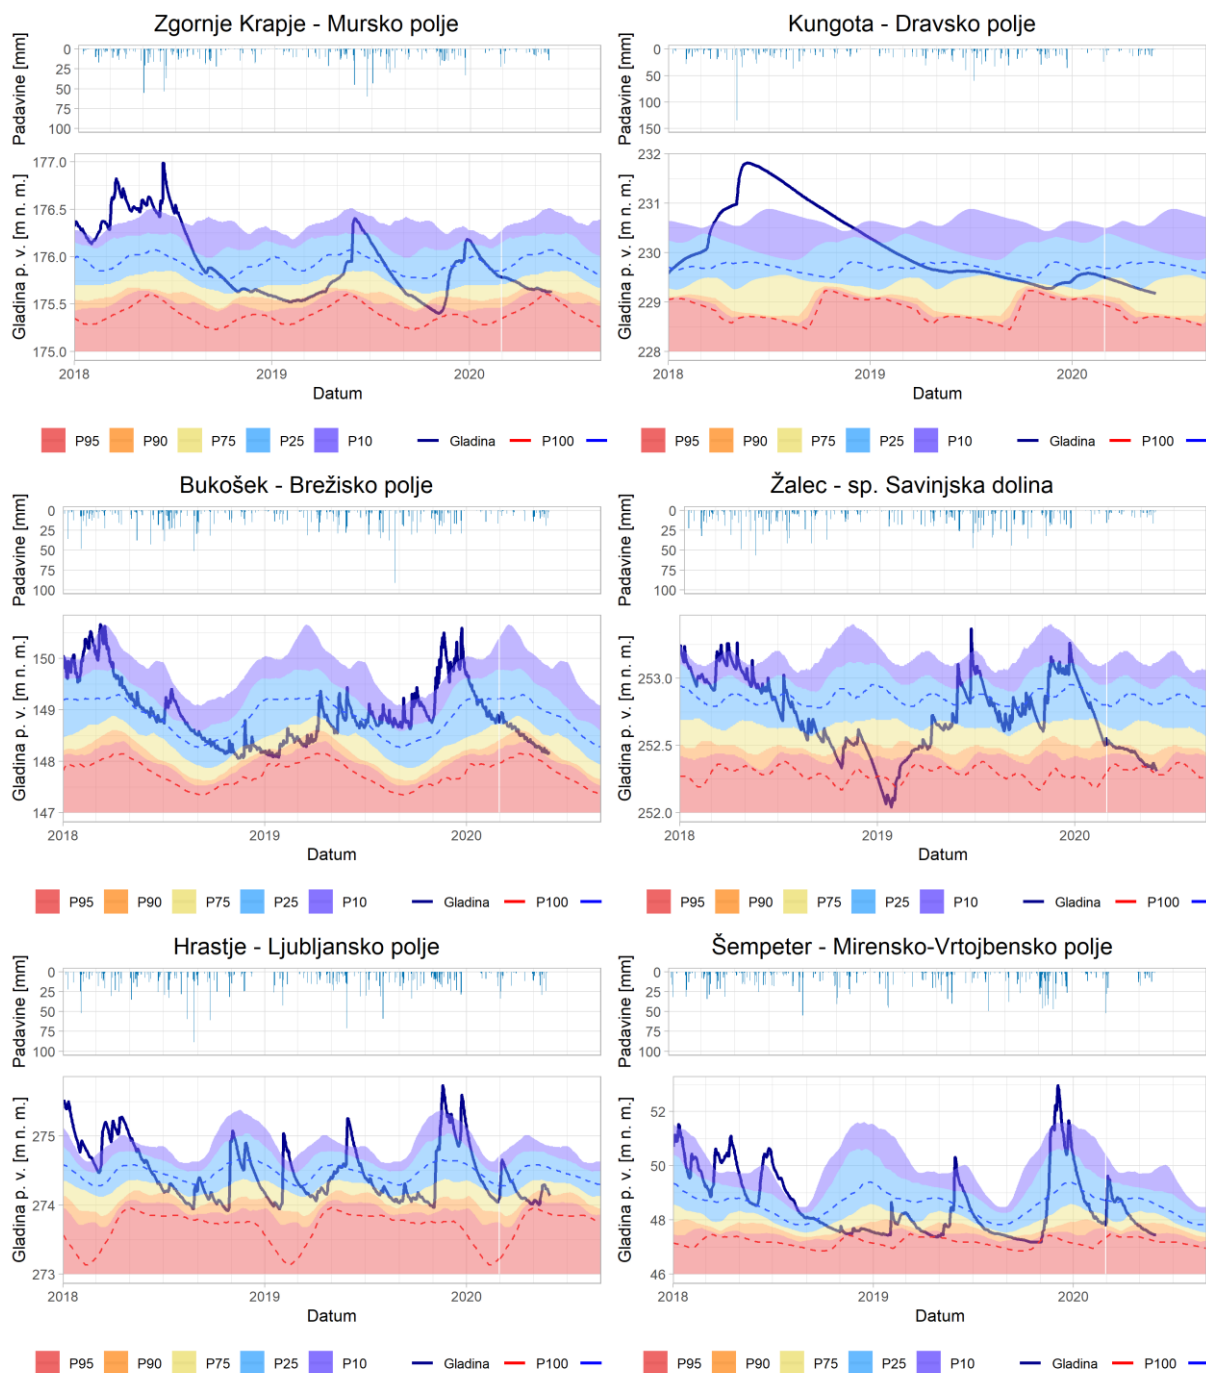 Zgornje Krapje - Mursko polje
Padavine [mm]
0
25
50
75
100
Gladina p. v. [m n. m.]
177.0
176.5
176.0
175.5
175.0
2018
2019
2020
Datum
P95
P90
P75
P25
P10
Gladina
P100
Kungota - Dravsko polje
Padavine [mm]
0
50
100
150
Gladina p. v. [m n. m.]
232
231
230
229
228
2018
2019
2020
Datum
P95
P90
P75
P25
P10
Gladina
P100
Bukošek - Brežisko polje
Padavine [mm]
0
25
50
75
100
Gladina p. v. [m n. m.]
150
149
148
147
2018
2019
2020
Datum
P95
P90
P75
P25
P10
Gladina
P100
Žalec - sp. Savinjska dolina
Padavine [mm]
0
25
50
75
100
Gladina p. v. [m n. m.]
253.0
252.5
252.0
2018
2019
2020
Datum
P95
P90
P75
P25
P10
Gladina
P100
Hrastje - Ljubljansko polje
Padavine [mm]
0
25
50
75
100
Gladina p. v. [m n. m.]
275
274
273
2018
2019
2020
Datum
P95
P90
P75
P25
P10
Gladina
P100
Šempeter - Mirensko-Vrtojbensko polje
Padavine [mm]
0
25
50
75
100
Gladina p. v. [m n. m.]
52
50
48
46
2018
2019
2020
Datum
P95
P90
P75
P25
P10
Gladina
P100